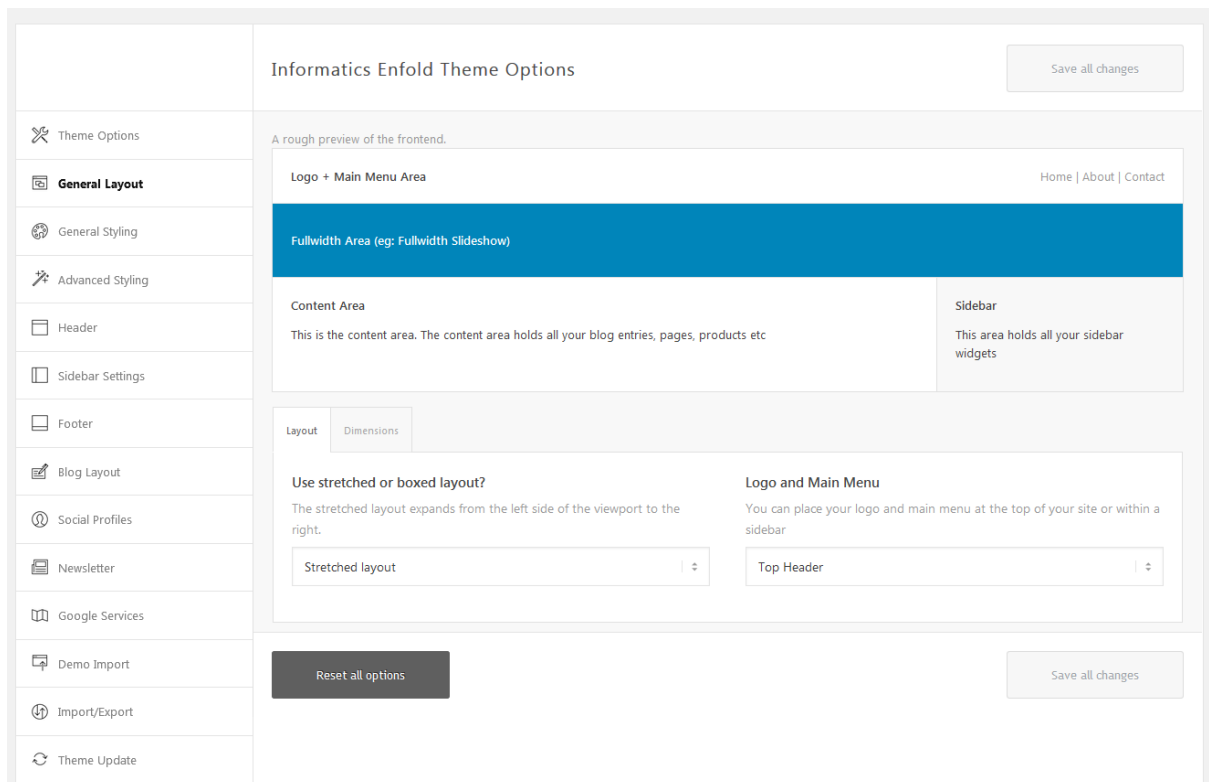 Informatics Enfold Theme Options
Save all changes
Theme Options
General Layout
General Styling
Advanced Styling
Header
Sidebar Settings
Footer
Blog Layout
Social Profiles
Newsletter
Google Services
Demo Import
Import/Export
Theme Update
A rough preview of the frontend.
Logo + Main Menu Area
Home | About | Contact
Fullwidth Area (eg: Fullwidth Slideshow)
Content Area
This is the content area. The content area holds all your blog entries, pages, products etc
Sidebar
This area holds all your sidebar
widgets
Layout
Dimensions
Use stretched or boxed layout?
The stretched layout expands from the left side of the viewport to the
right.
Stretched layout
Logo and Main Menu
You can place your logo and main menu at the top of your site or within a
sidebar
Top Header
Reset all options
Save all changes